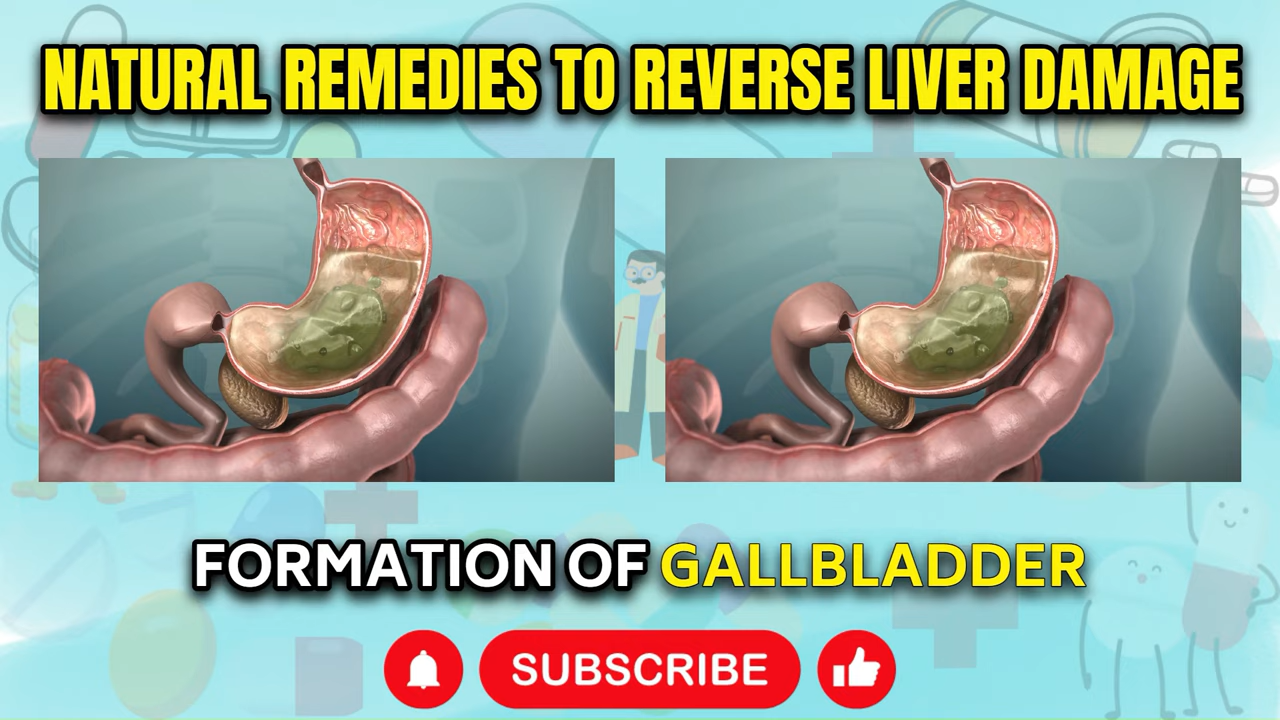 NATURAL REMEDIES TO REVERSE LIVER DAMAGE
FORMATION OF GALLBLADDER
SUBSCRIBE